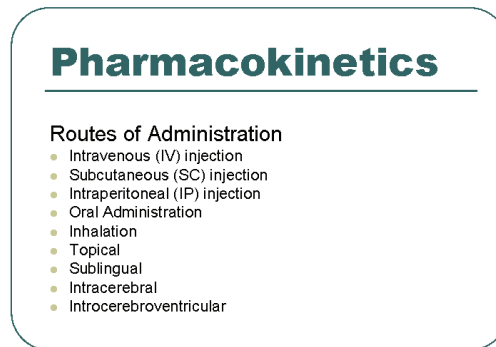 Pharmacokinetics
Routes of Administration
Intravenous (IV) injection
Subcutaneous (SC) injection
Intraperitoneal (IP) injection
Oral Administration
Inhalation
Topical
Sublingual
Intracerebral
Introcerebroventricular